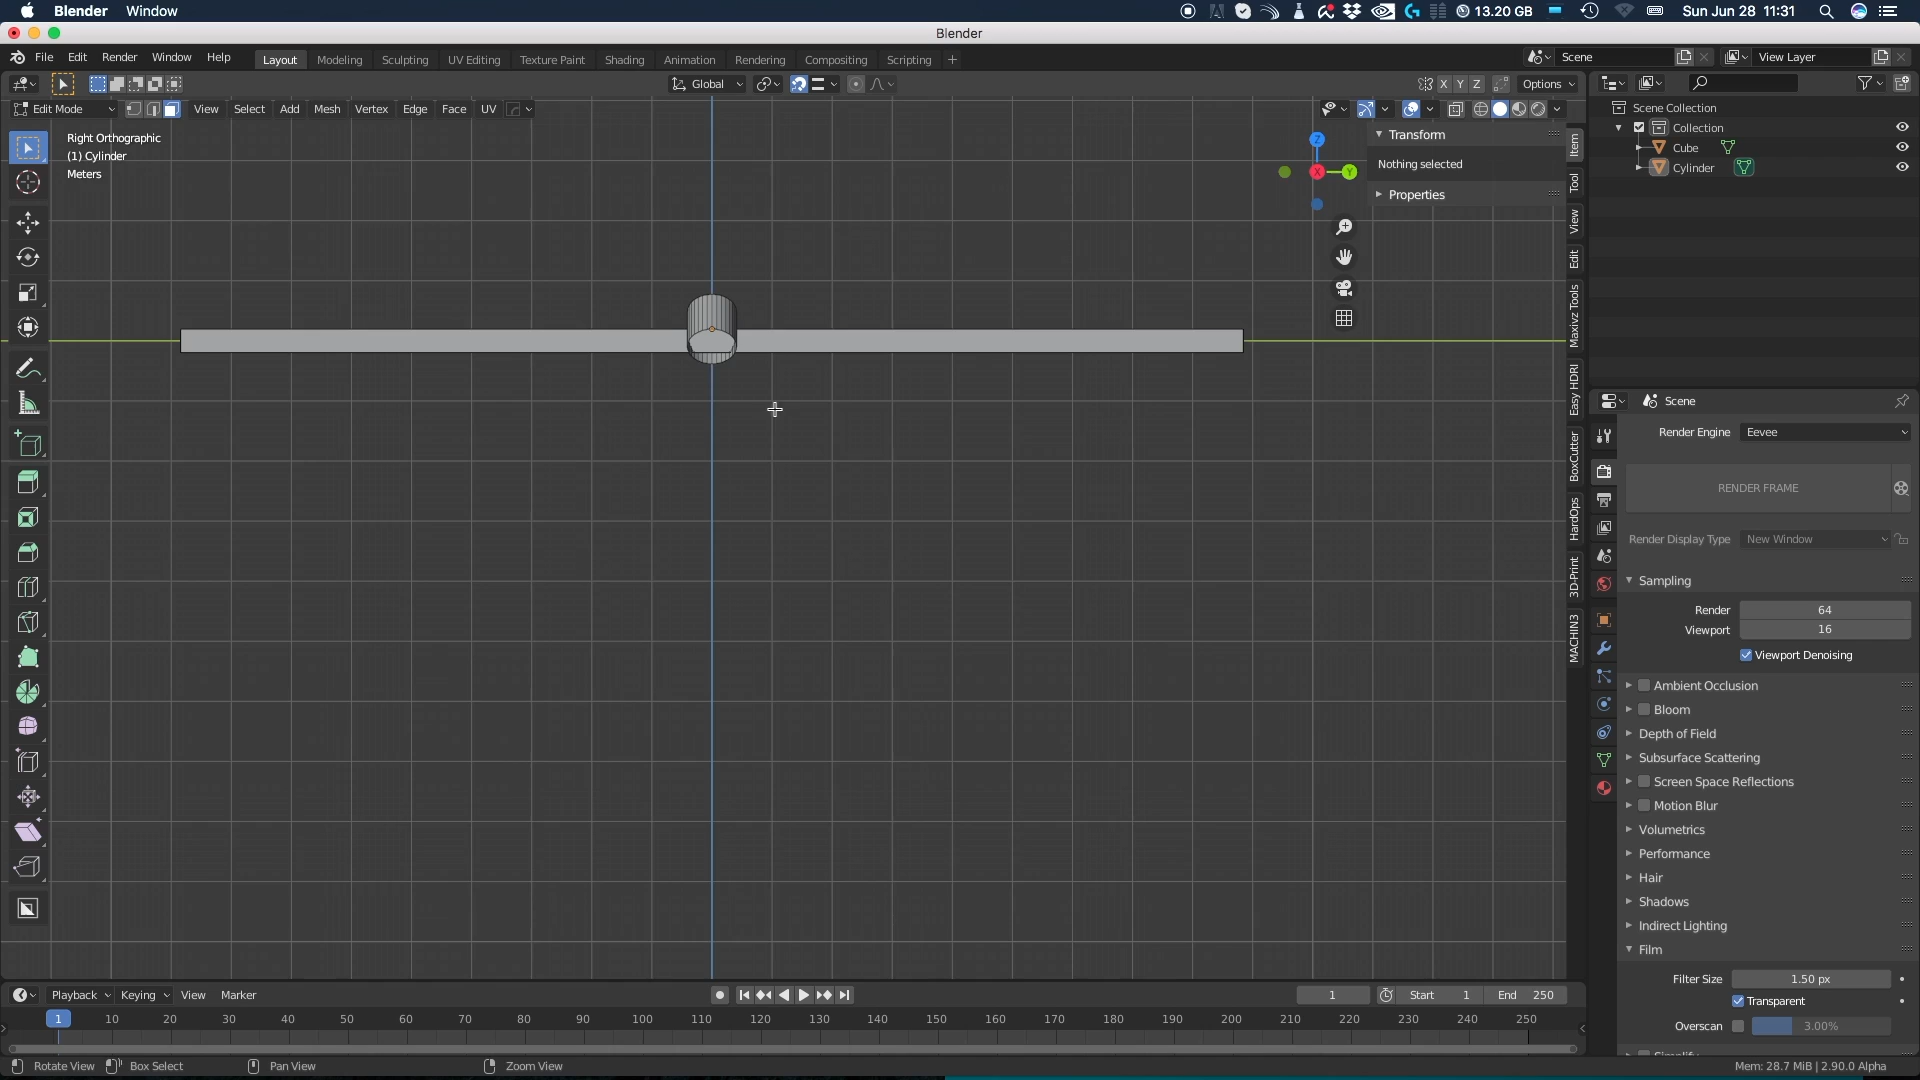 Blender Window 13.20 GB Sun Jun 28 11:31
Blender
File Edit Render Window Help Layout Modeling Sculpting UV Editing Texture Paint Shading Animation Rendering Compositing Scripting + Scene View Layer
Global X Y Z Options
Edit Mode View Select Add Mesh Vertex Edge Face UV
Right Orthographic
(1) Cylinder
Meters
Z
X
Y
Transform
Nothing selected
Properties
Item
Tool
View
Edit
Maxivz Tools
Easy HDRI
BoxCutter
HardOps
3D-Print
MACHIN3
Scene Collection
Collection
Cube
Cylinder
Scene
Render Engine Eevee
RENDER FRAME
Render Display Type New Window
Sampling
Render 64
Viewport 16
Viewport Denoising
Ambient Occlusion
Bloom
Depth of Field
Subsurface Scattering
Screen Space Reflections
Motion Blur
Volumetrics
Performance
Hair
Shadows
Indirect Lighting
Film
Filter Size 1.50 px
Transparent
Overscan 3.00%
Playback Keying View Marker 1 Start 1 End 250
1 10 20 30 40 50 60 70 80 90 100 110 120 130 140 150 160 170 180 190 200 210 220 230 240 250
Rotate View Box Select Pan View Zoom View Mem: 28.7 MiB | 2.90.0 Alpha